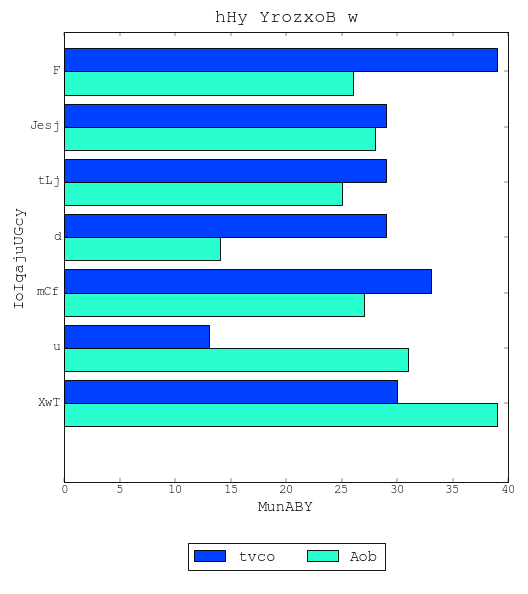 hHy YrozxoB w
IoIqajuUGcy
F
Jesj
tLj
d
mCf
u
XwT
0 5 10 15 20 25 30 35 40
MunABY
tvco Aob